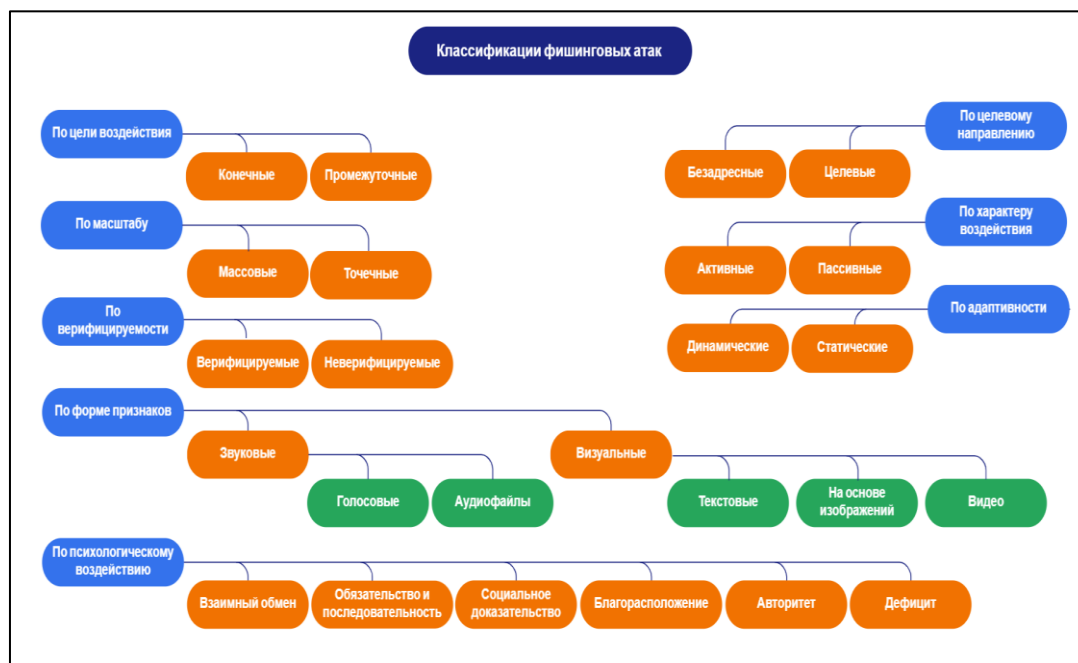 Классификации фишинговых атак
По цели воздействия
Конечные
Промежуточные
По целевому
направлению
Безадресные
Целевые
По масштабу
Массовые
Точечные
По характеру
воздействия
Активные
Пассивные
По
верифицируемости
Верифицируемые
Неверифицируемые
По адаптивности
Динамические
Статические
По форме признаков
Звуковые
Визуальные
Голосовые
Аудиофайлы
Текстовые
На основе
изображений
Видео
По психологическому
воздействию
Взаимный обмен
Обязательство и
последовательность
Социальное
доказательство
Благорасположение
Авторитет
Дефицит